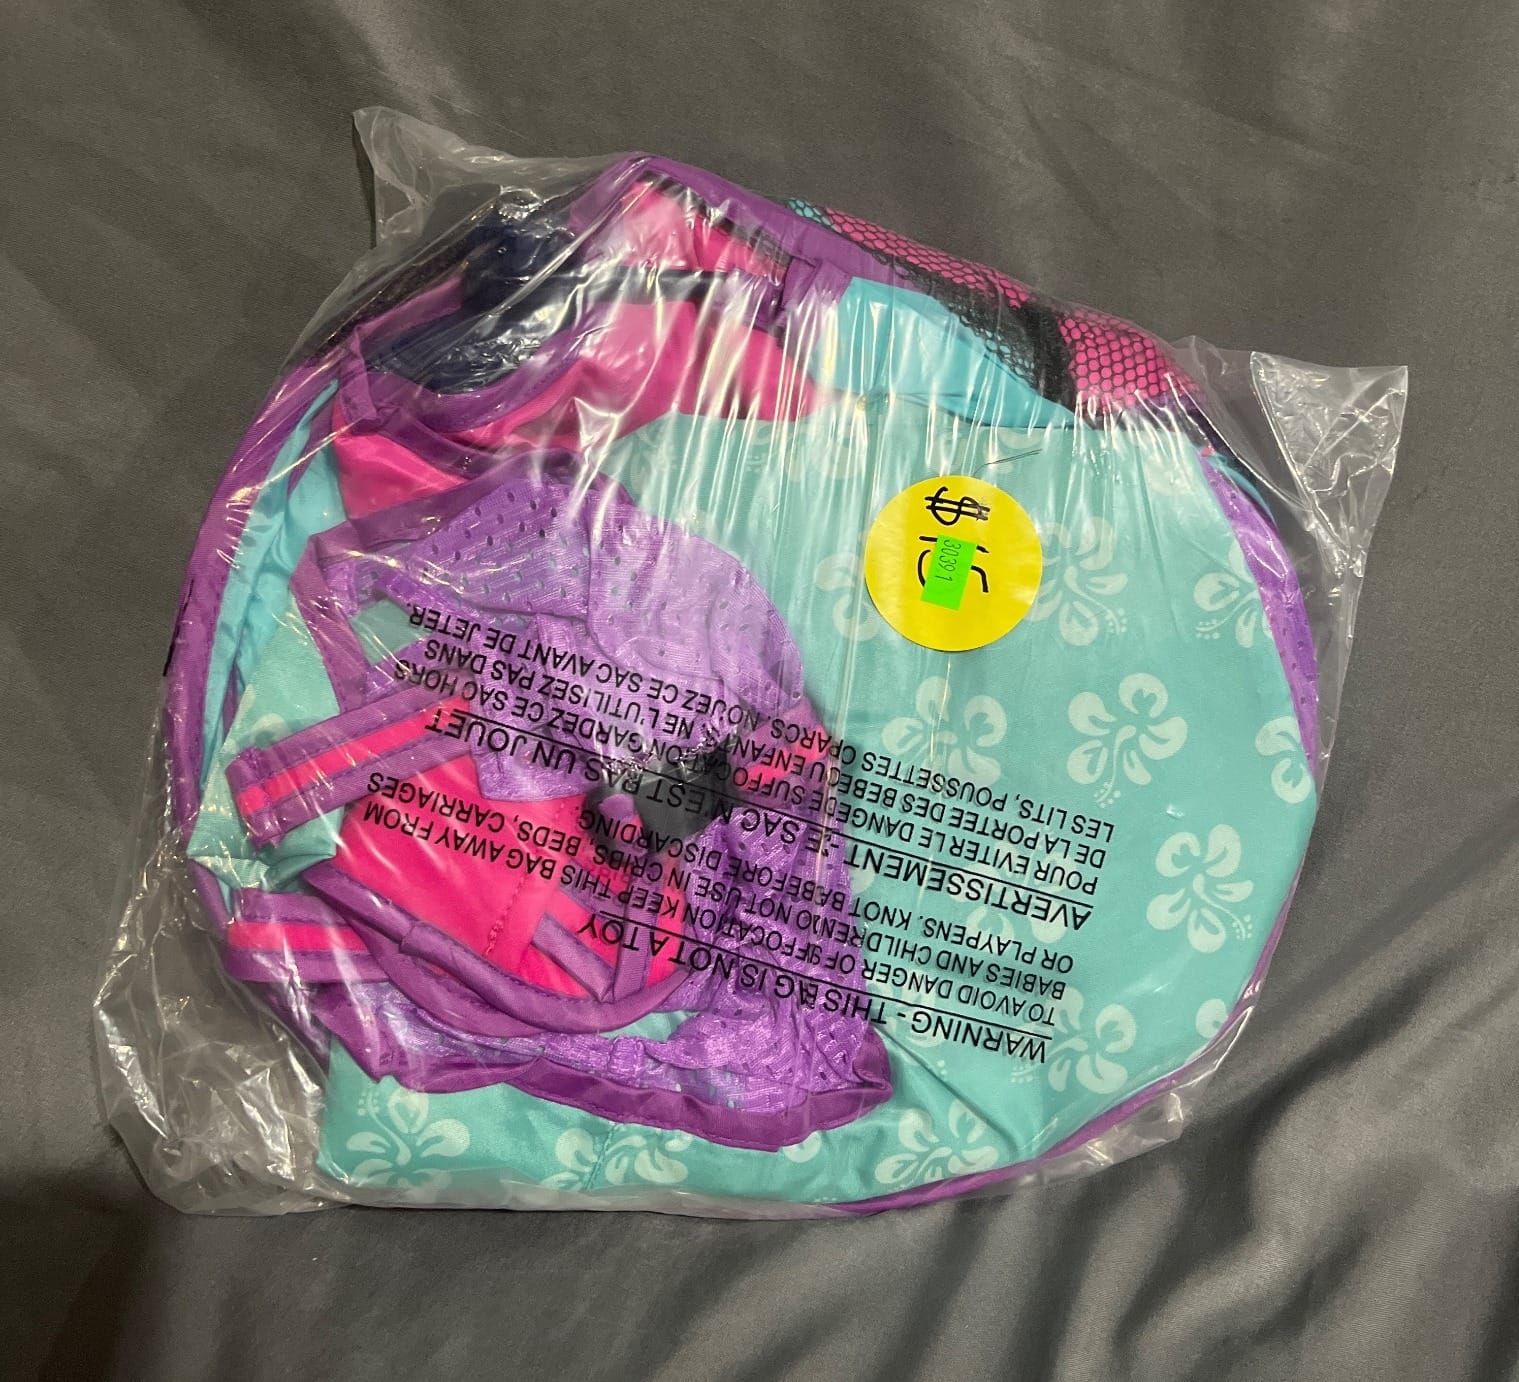 $15
30391
WARNING - THIS BAG IS NOT A TOY
TO AVOID DANGER OF SUFFOCATION KEEP THIS BAG AWAY FROM
BABIES AND CHILDREN DO NOT USE IN CRIBS, BEDS, CARRIAGES
OR PLAYPENS. KNOT BAG BEFORE DISCARDING.
AVERTISSEMENT - CE SAC N'EST PAS UN JOUET
POUR EVITER LE DANGER DE SUFFOCATION GARDEZ CE SAC HORS
DE LA PORTEE DES BEBES OU ENFANTS. NE L'UTILISEZ PAS DANS
LES LITS, POUSSETTES O PARCS. NOUEZ CE SAC AVANT DE JETER.